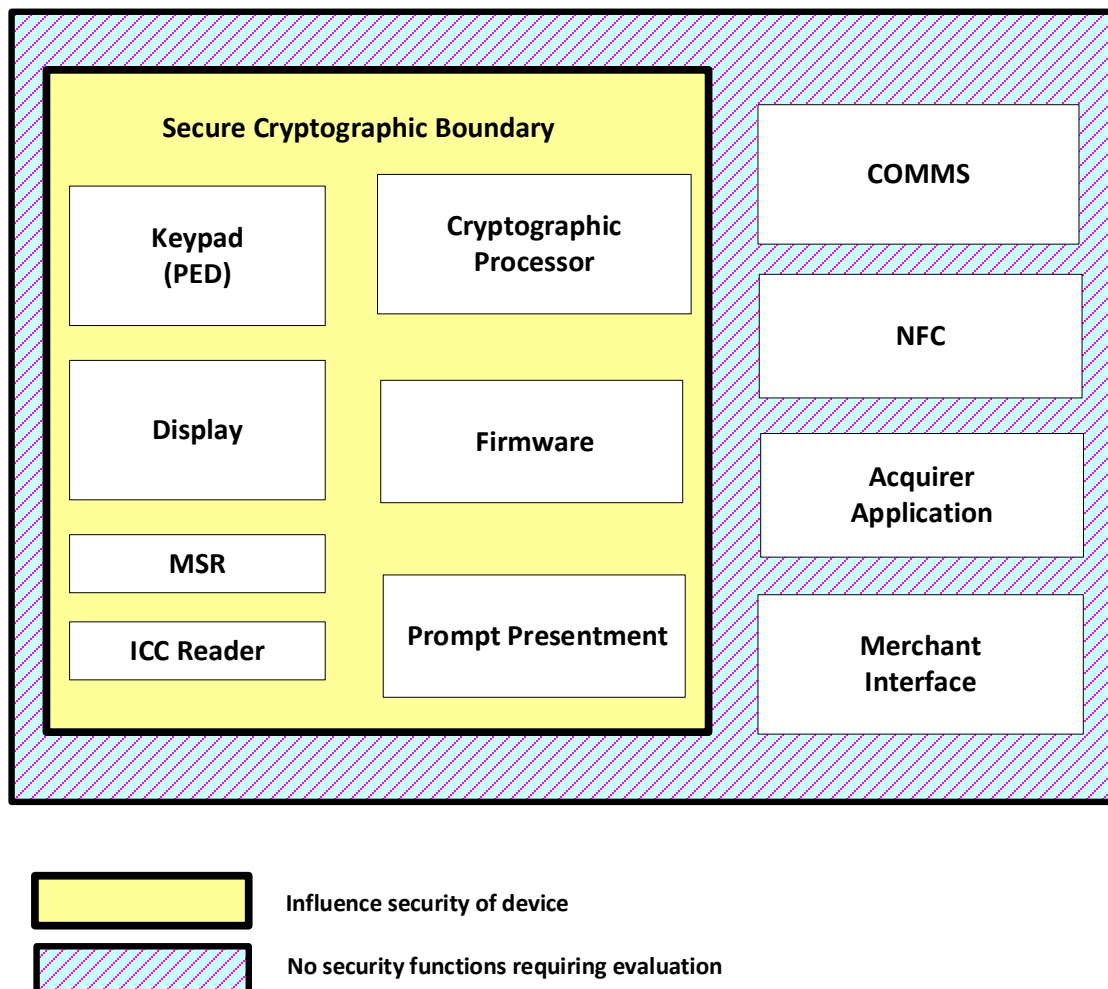 Secure Cryptographic Boundary
Keypad
(PED)
Cryptographic
Processor
Display
Firmware
MSR
ICC Reader
Prompt Presentment
COMMS
NFC
Acquirer
Application
Merchant
Interface
Influence security of device
No security functions requiring evaluation